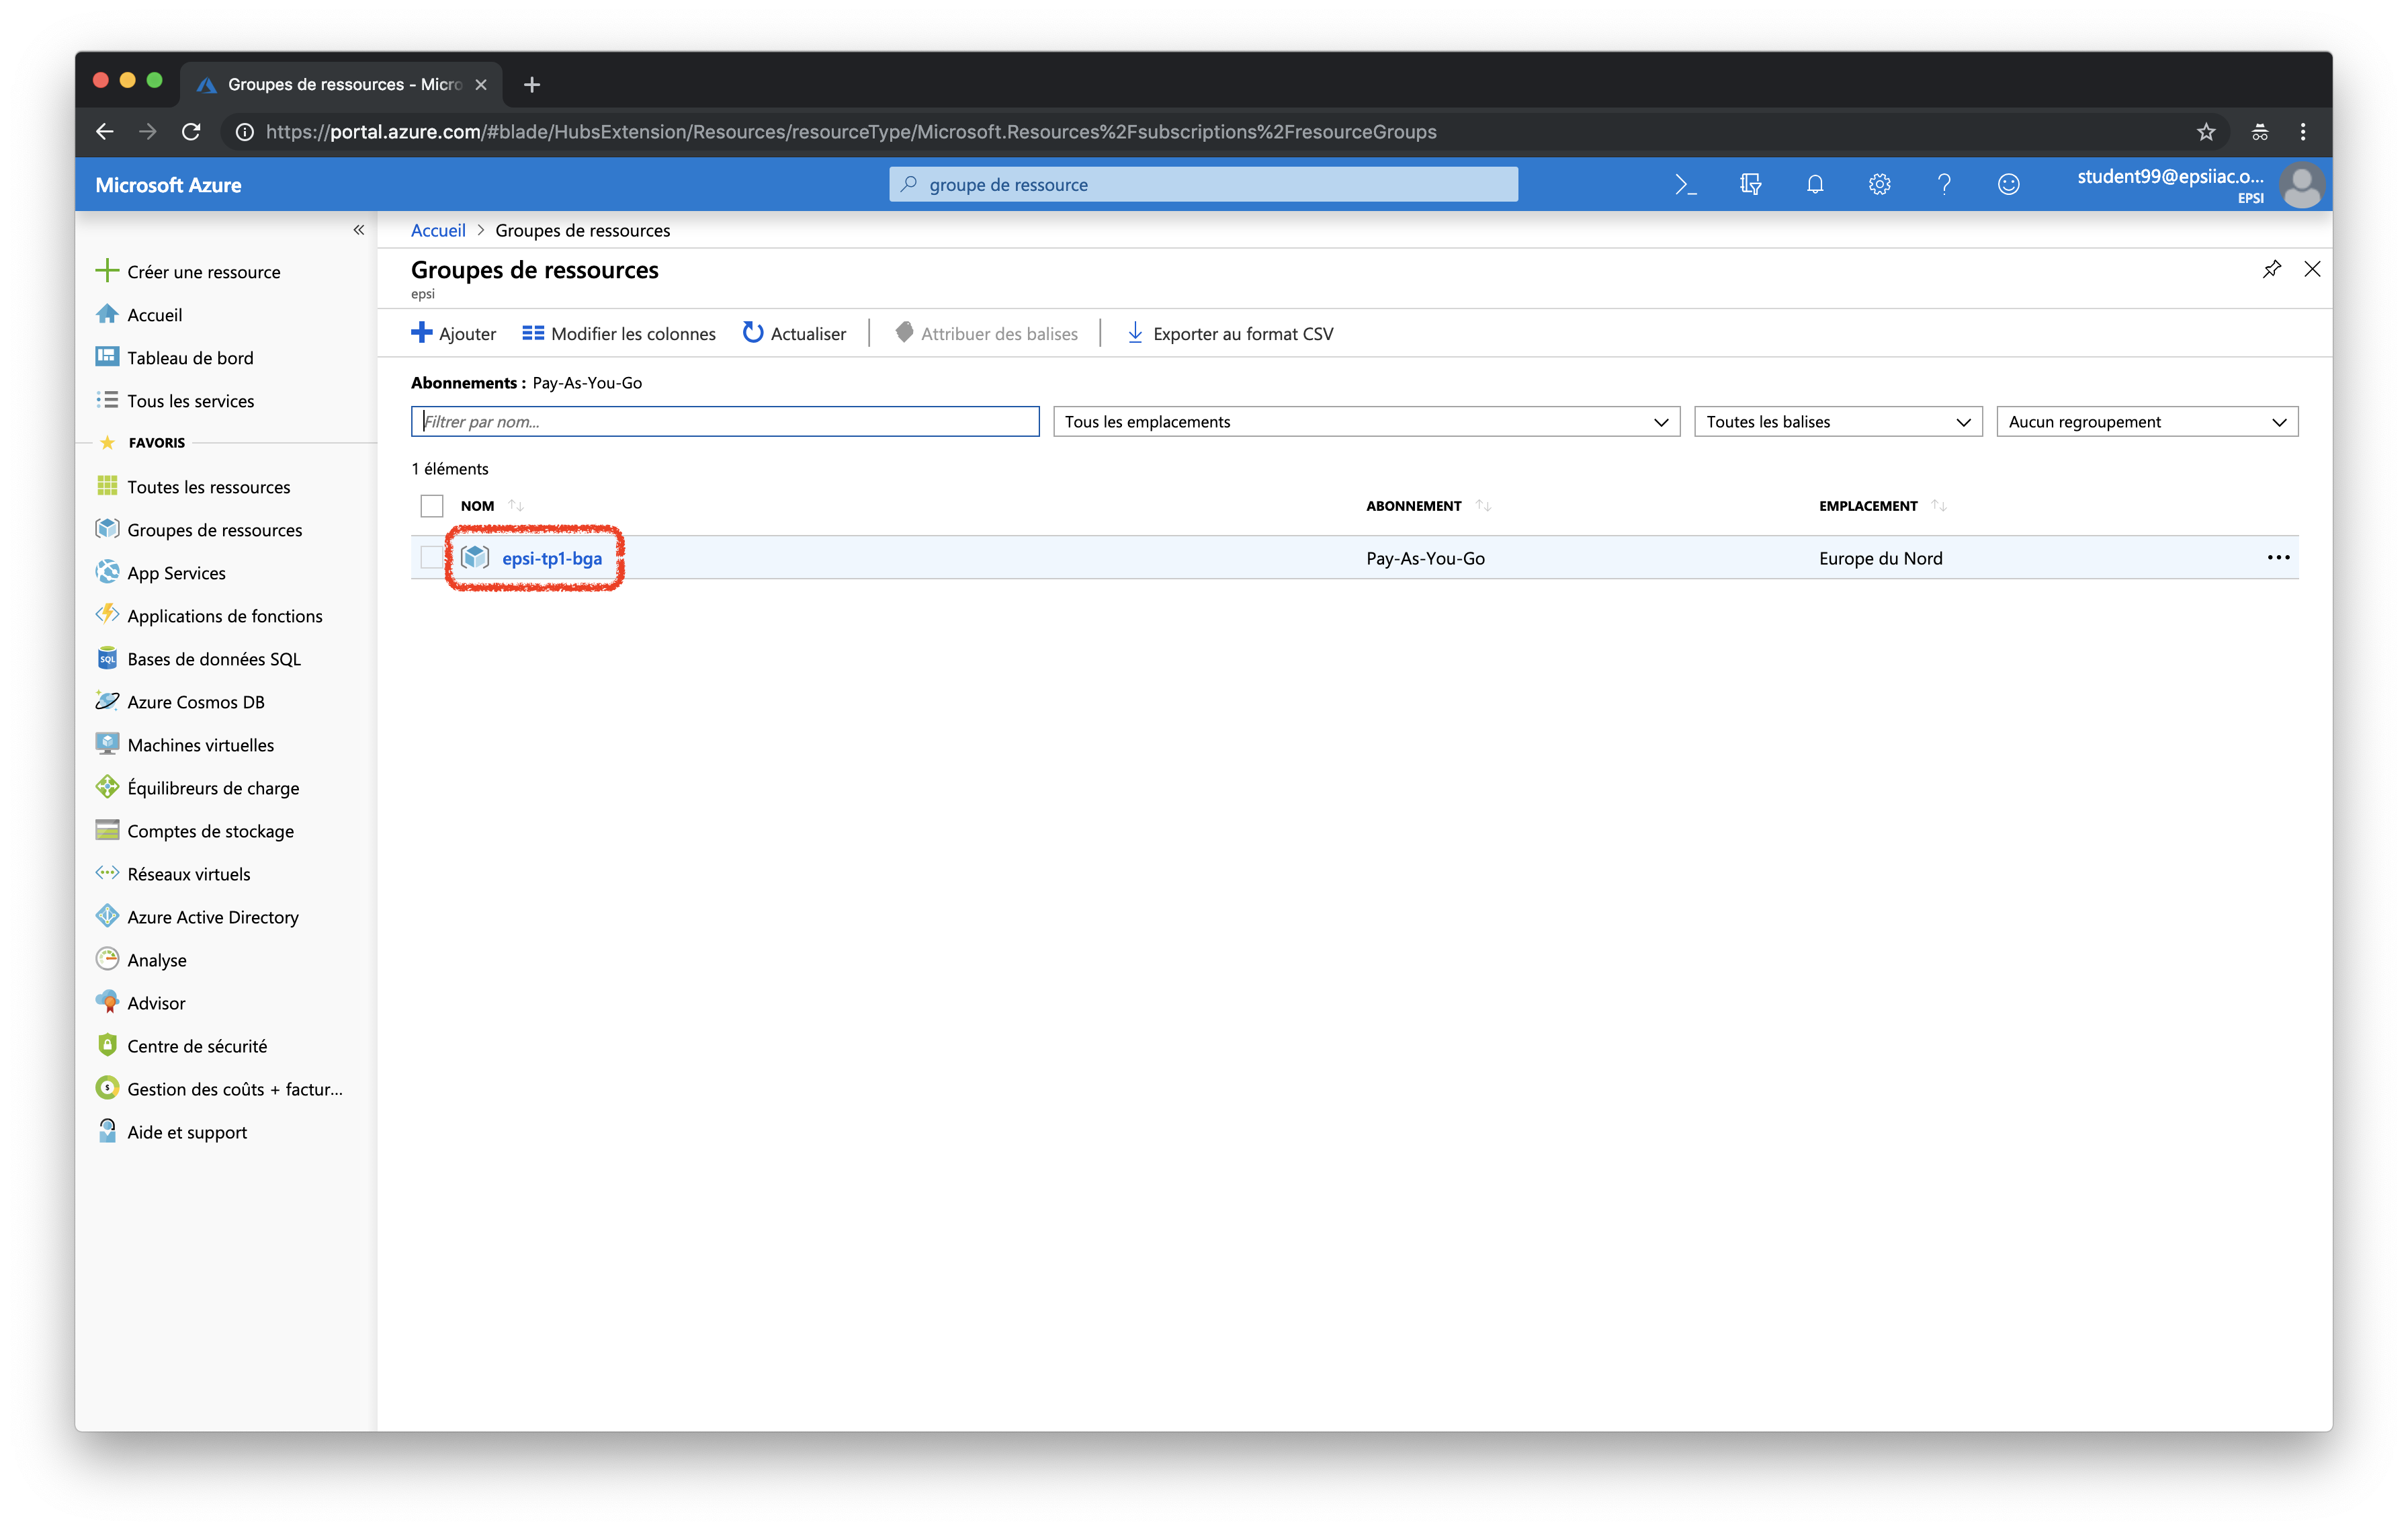 Groupes de ressources - Micro
https://portal.azure.com/#blade/HubsExtension/Resources/resourceType/Microsoft.Resources%2Fsubscriptions%2FresourceGroups
Microsoft Azure
groupe de ressource
student99@epsiiac.o...
EPSI
Accueil > Groupes de ressources
Groupes de ressources
epsi
Ajouter
Modifier les colonnes
Actualiser
Attribuer des balises
Exporter au format CSV
Abonnements : Pay-As-You-Go
Filtrer par nom...
Tous les emplacements
Toutes les balises
Aucun regroupement
1 éléments
NOM
ABONNEMENT
EMPLACEMENT
epsi-tp1-bga
Pay-As-You-Go
Europe du Nord
Créer une ressource
Accueil
Tableau de bord
Tous les services
FAVORIS
Toutes les ressources
Groupes de ressources
App Services
Applications de fonctions
SQL
Bases de données SQL
Azure Cosmos DB
Machines virtuelles
Équilibreurs de charge
Comptes de stockage
Réseaux virtuels
Azure Active Directory
Analyse
Advisor
Centre de sécurité
Gestion des coûts + factur...
Aide et support